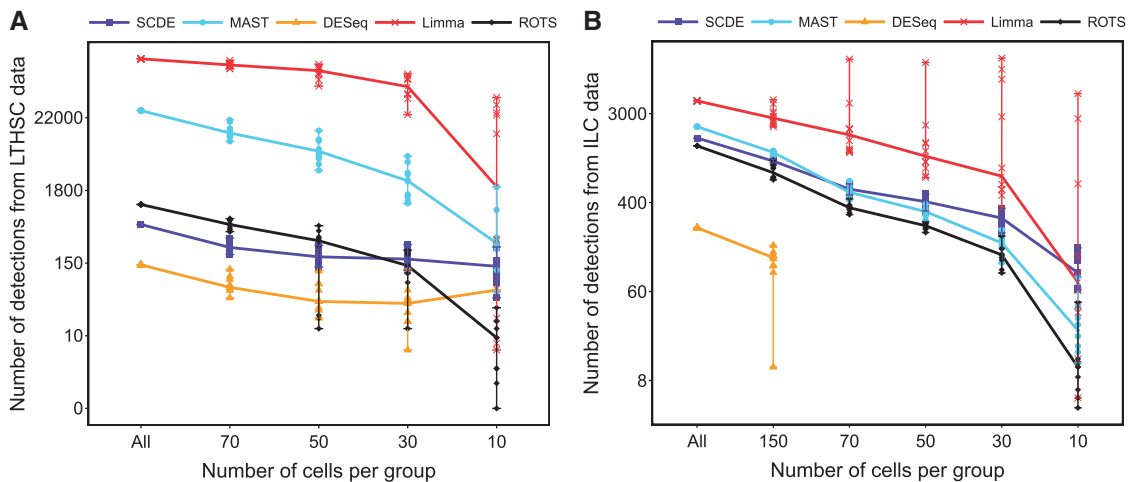 A
SCDE MAST DESeq Limma ROTS
Number of detections from LTHSC data
22000
1800
150
10
0
All 70 50 30 10
Number of cells per group
B
SCDE MAST DESeq Limma ROTS
Number of detections from ILC data
3000
400
60
8
All 150 70 50 30 10
Number of cells per group